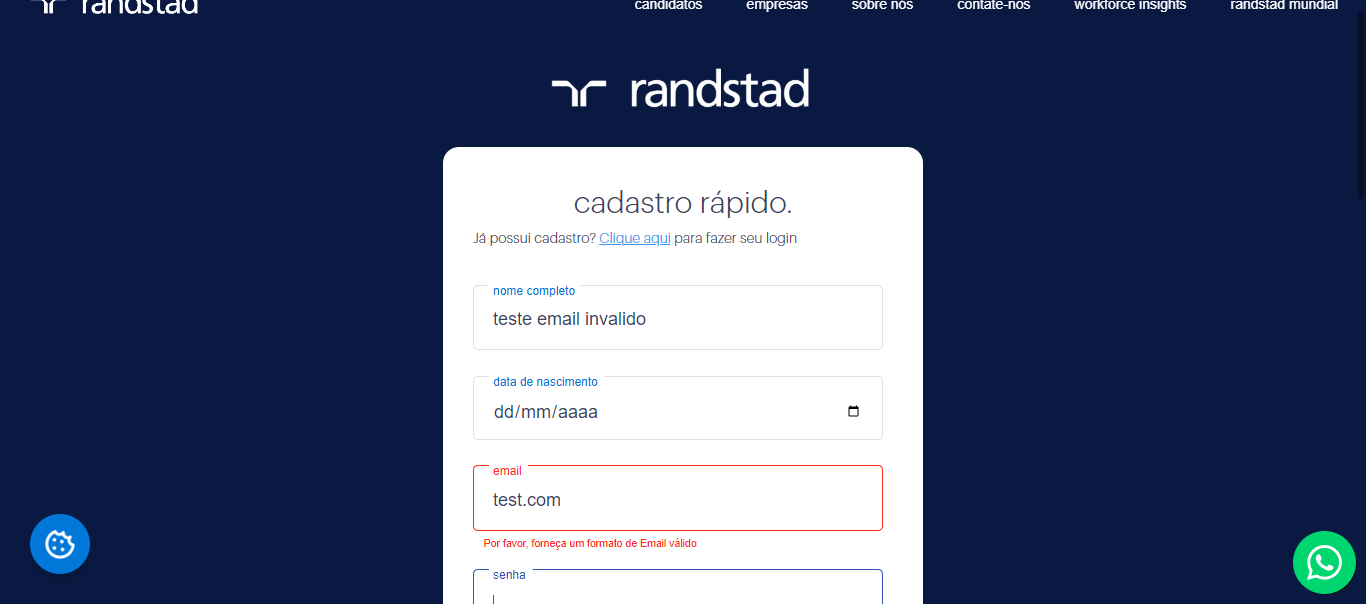 randstad
candidatos empresas sobre nós contate-nos workforce insights randstad mundial
randstad
cadastro rápido.
Já possui cadastro? Clique aqui para fazer seu login
nome completo
teste email invalido
data de nascimento
dd/mm/aaaa
email
test.com
Por favor, forneça um formato de Email válido
senha